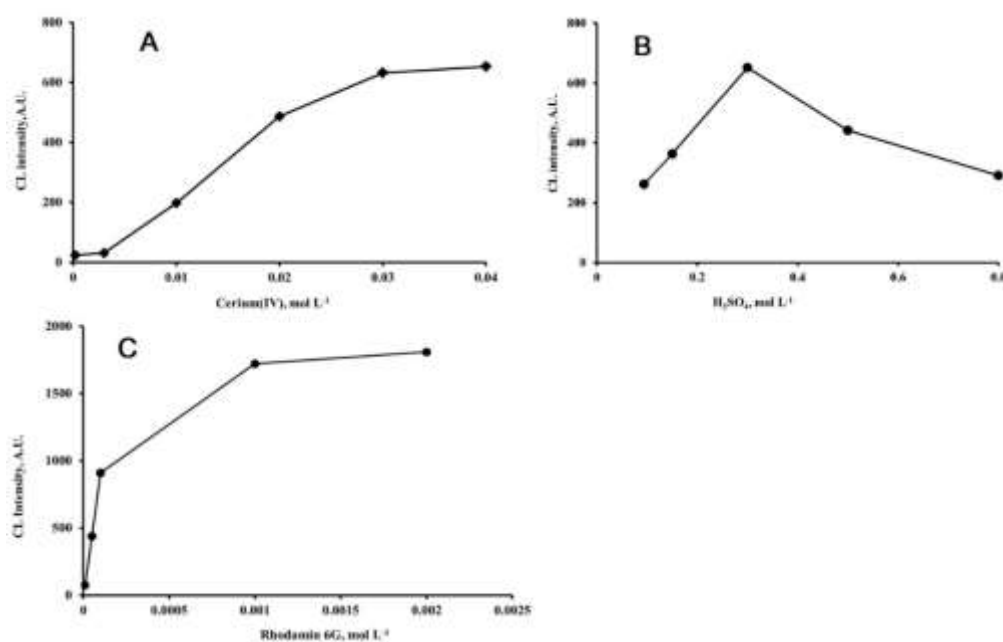 A
800
600
400
200
0
CL intensity, A.U.
0 0.01 0.02 0.03 0.04
Cerium(IV), mol L⁻¹
B
800
600
400
200
0
CL intensity, A.U.
0 0.2 0.4 0.6 0.8
H₂SO₄, mol L⁻¹
C
2000
1500
1000
500
0
CL Intensity, A.U.
0 0.0005 0.001 0.0015 0.002 0.0025
Rhodamin 6G, mol L⁻¹